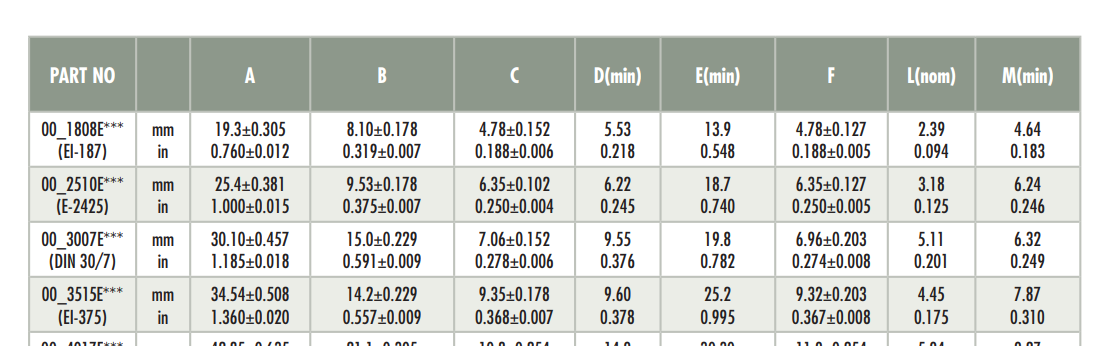 PART NO A B C D(min) E(min) F L(nom) M(min)
00_1808E*** mm 19.3±0.305 8.10±0.178 4.78±0.152 5.53 13.9 4.78±0.127 2.39 4.64
(EI-187) in 0.760±0.012 0.319±0.007 0.188±0.006 0.218 0.548 0.188±0.005 0.094 0.183
00_2510E*** mm 25.4±0.381 9.53±0.178 6.35±0.102 6.22 18.7 6.35±0.127 3.18 6.24
(E-2425) in 1.000±0.015 0.375±0.007 0.250±0.004 0.245 0.740 0.250±0.005 0.125 0.246
00_3007E*** mm 30.10±0.457 15.0±0.229 7.06±0.152 9.55 19.8 6.96±0.203 5.11 6.32
(DIN 30/7) in 1.185±0.018 0.591±0.009 0.278±0.006 0.376 0.782 0.274±0.008 0.201 0.249
00_3515E*** mm 34.54±0.508 14.2±0.229 9.35±0.178 9.60 25.2 9.32±0.203 4.45 7.87
(EI-375) in 1.360±0.020 0.557±0.009 0.368±0.007 0.378 0.995 0.367±0.008 0.175 0.310